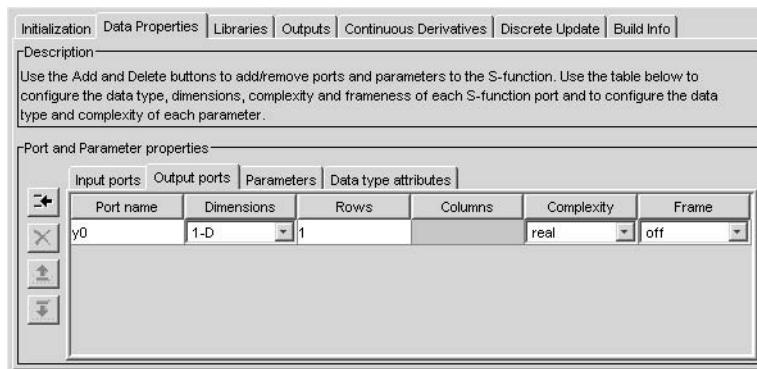 Initialization Data Properties Libraries Outputs Continuous Derivatives Discrete Update Build Info
Description
Use the Add and Delete buttons to add/remove ports and parameters to the S-function. Use the table below to
configure the data type, dimensions, complexity and frameness of each S-function port and to configure the data
type and complexity of each parameter.
Port and Parameter properties
Input ports Output ports Parameters Data type attributes
Port name Dimensions Rows Columns Complexity Frame
y0 1-D 1 real off